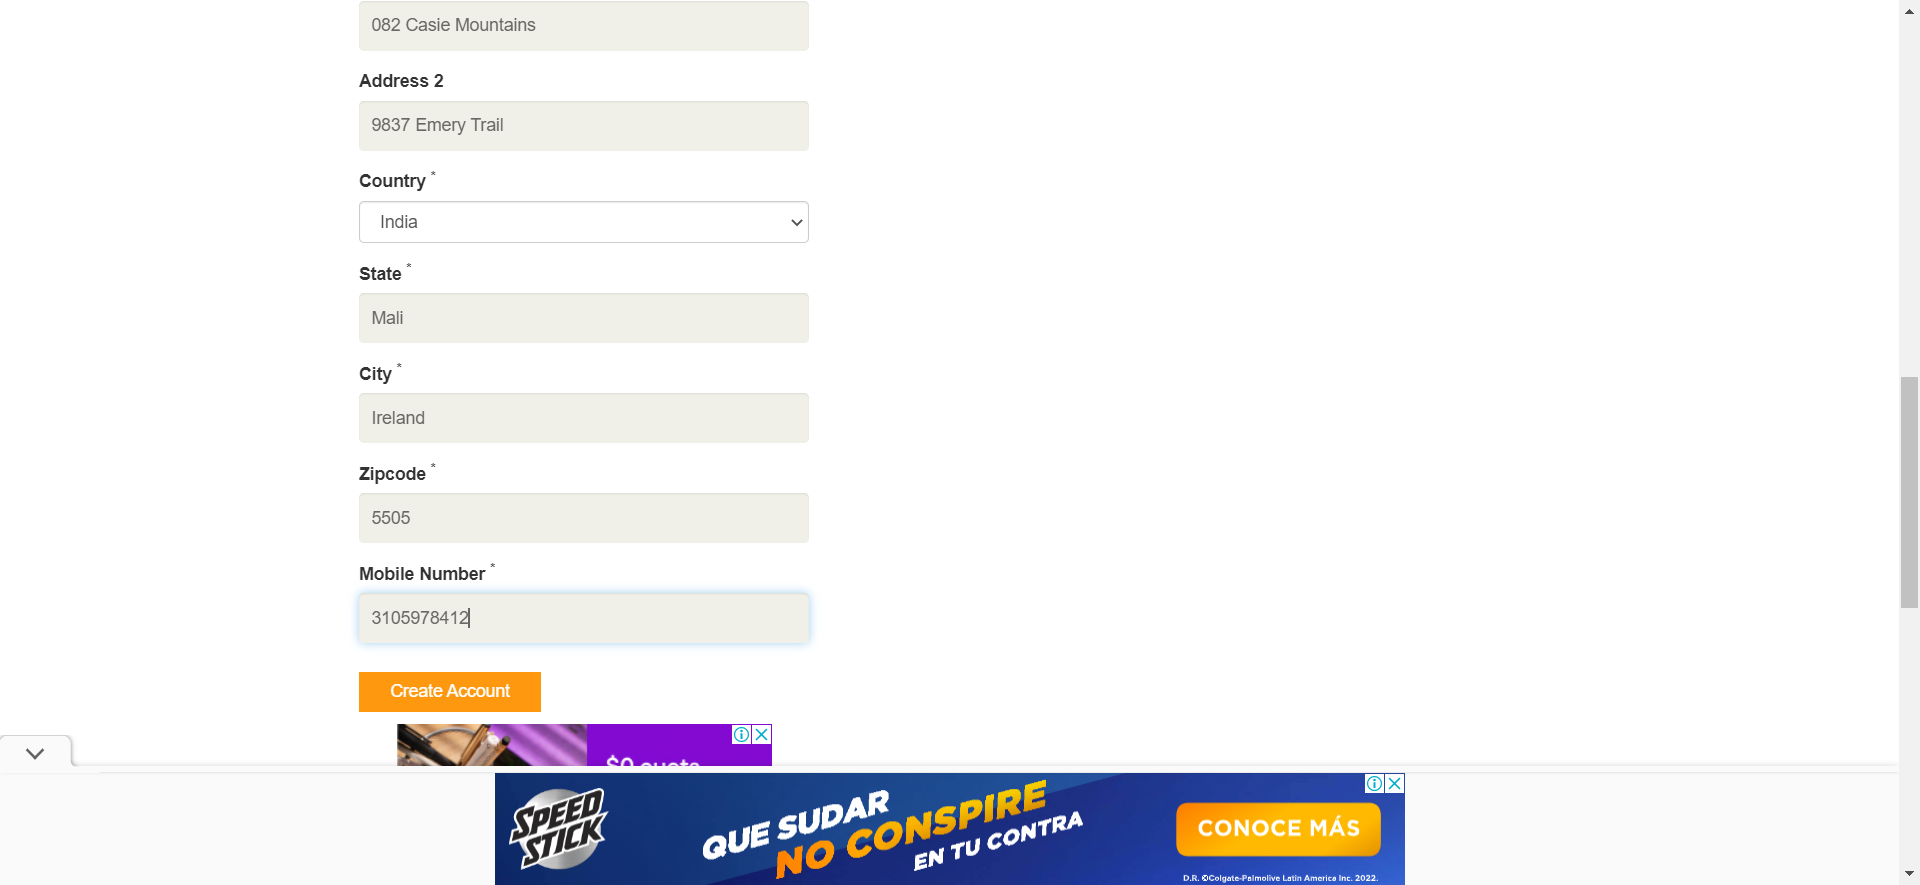 082 Casie Mountains
Address 2
9837 Emery Trail
Country *
India
State *
Mali
City *
Ireland
Zipcode *
5505
Mobile Number *
3105978412
Create Account
SPEED STICK
QUE SUDAR
NO CONSPIRE
EN TU CONTRA
CONOCE MÁS
D.R. ©Colgate-Palmolive Latin America Inc. 2022.